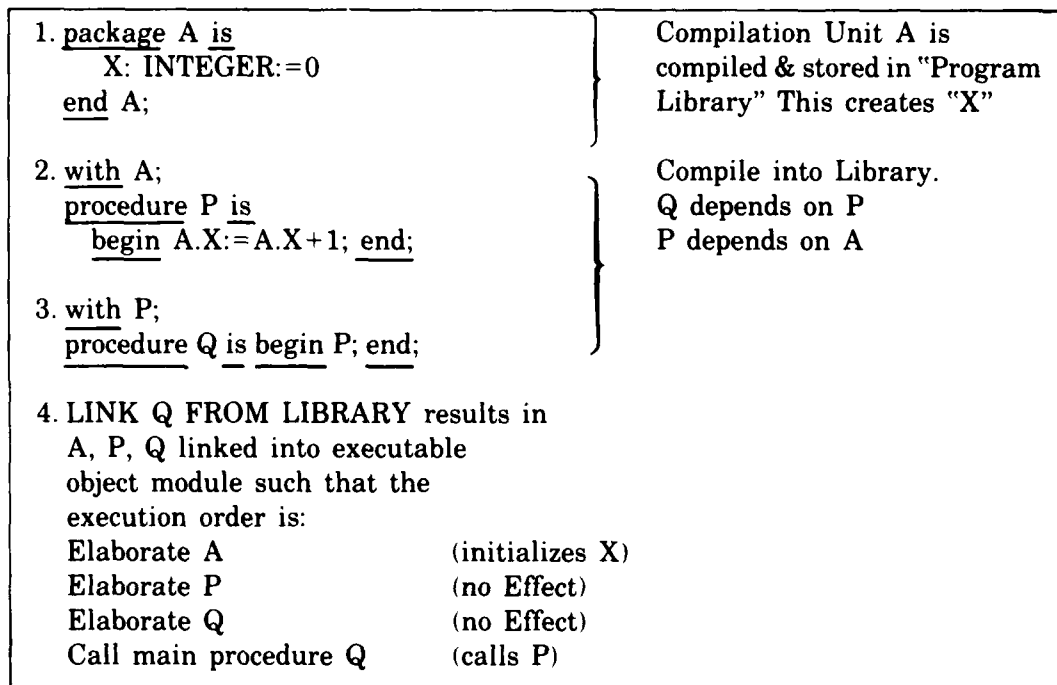 1. package A is
X: INTEGER:=0
end A;
Compilation Unit A is
compiled & stored in "Program
Library" This creates "X"
2. with A;
procedure P is
begin A.X:=A.X+1; end;
3. with P;
procedure Q is begin P; end;
Compile into Library.
Q depends on P
P depends on A
4. LINK Q FROM LIBRARY results in
A, P, Q linked into executable
object module such that the
execution order is:
Elaborate A (initializes X)
Elaborate P (no Effect)
Elaborate Q (no Effect)
Call main procedure Q (calls P)